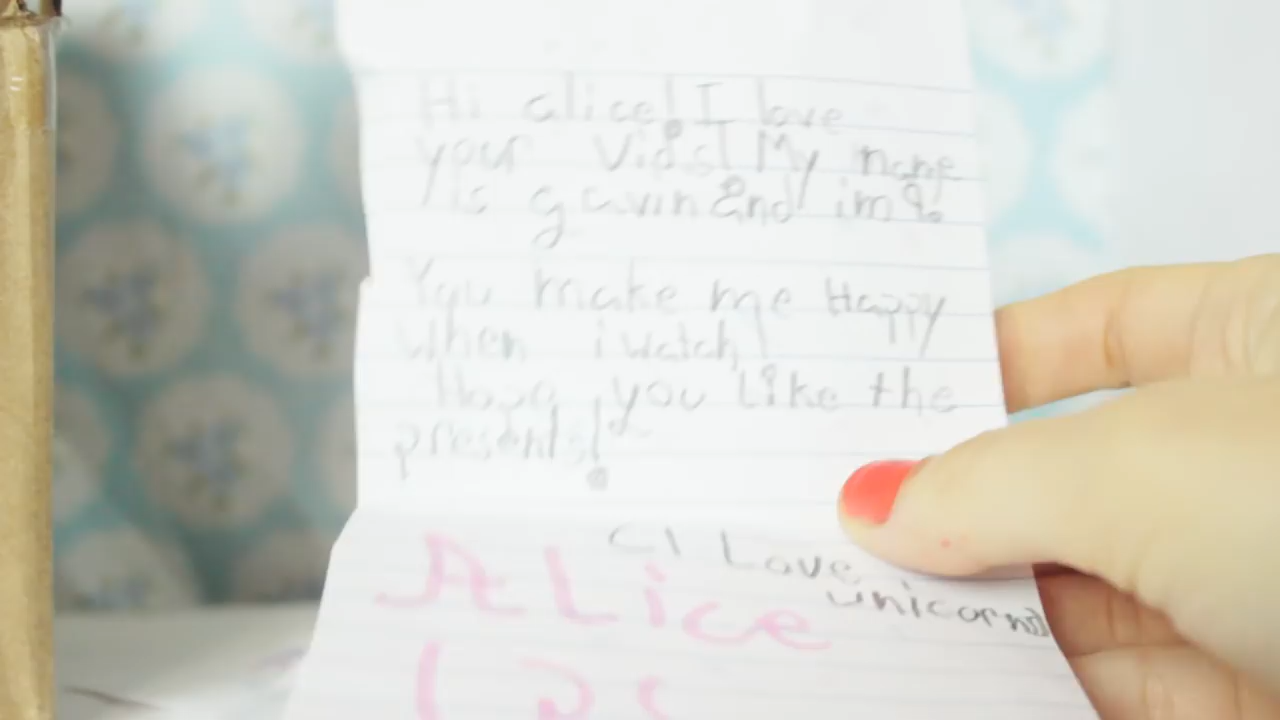 Hi alice! I love
your vids! My name
is gavin and im 9!
You make me Happy
when i watch
Hope you Like the
presents!
(I Love
unicorns)
ALice